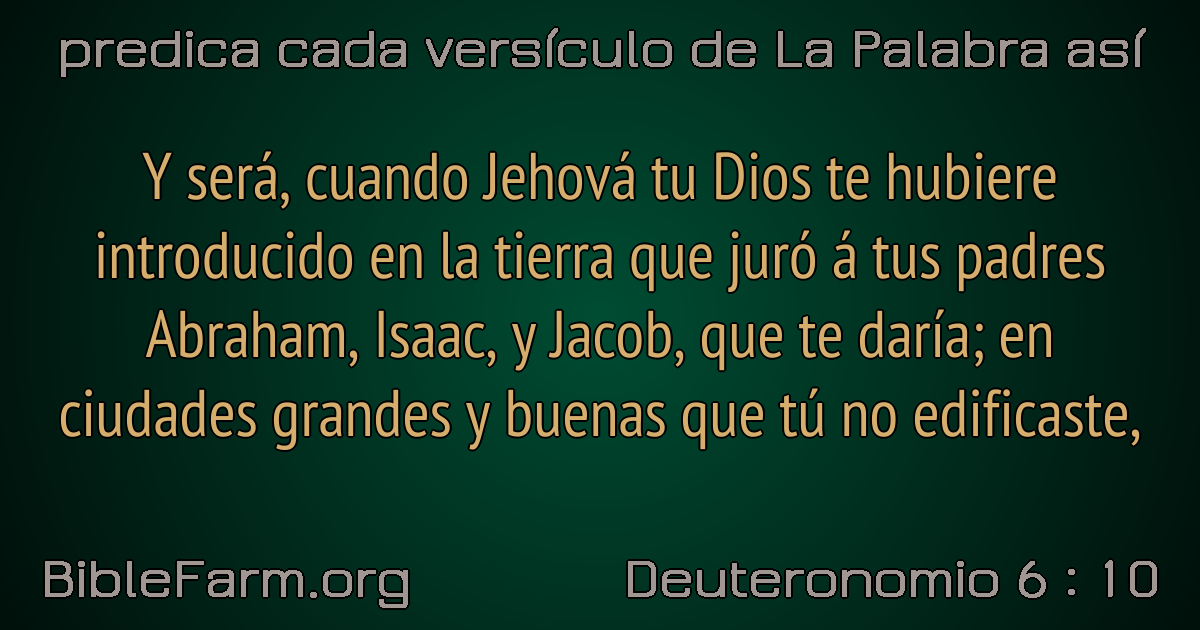 predica cada versículo de La Palabra así
Y será, cuando Jehová tu Dios te hubiere
introducido en la tierra que juró á tus padres
Abraham, Isaac, y Jacob, que te daría; en
ciudades grandes y buenas que tú no edificaste,
BibleFarm.org
Deuteronomio 6 : 10